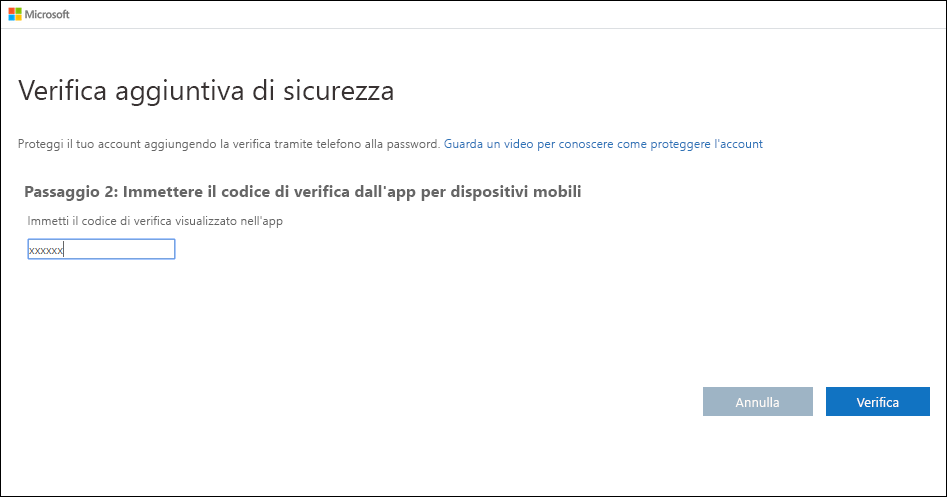 Microsoft
Verifica aggiuntiva di sicurezza
Proteggi il tuo account aggiungendo la verifica tramite telefono alla password. Guarda un video per conoscere come proteggere l'account
Passaggio 2: Immettere il codice di verifica dall'app per dispositivi mobili
Immetti il codice di verifica visualizzato nell'app
xxxxxx
Annulla Verifica